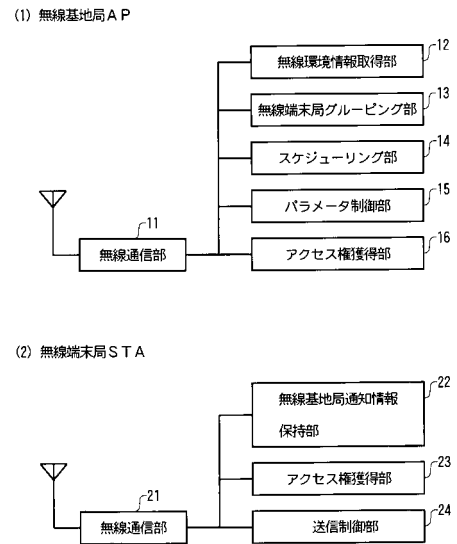 (1) 無線基地局ＡＰ
12
無線環境情報取得部
13
無線端末局グルーピング部
14
スケジューリング部
15
パラメータ制御部
11
16
無線通信部
アクセス権獲得部
(2) 無線端末局ＳＴＡ
22
無線基地局通知情報
保持部
23
アクセス権獲得部
21
24
無線通信部
送信制御部